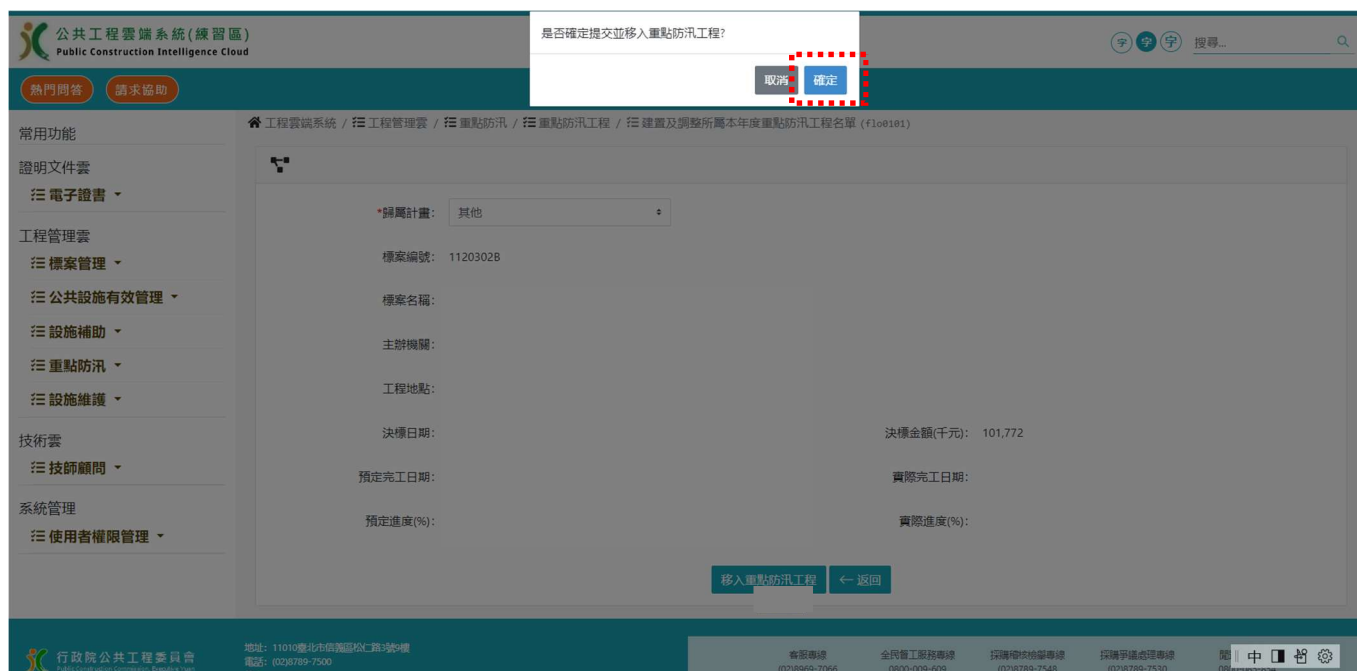 公共工程雲端系統(練習區)
Public Construction Intelligence Cloud
是否確定提交並移入重點防汛工程?
取消 確定
字 字 字 搜尋...
熱門問答 請求協助
常用功能
證明文件雲
電子證書
工程管理雲
標案管理
公共設施有效管理
設施補助
重點防汛
設施維護
技術雲
技師顧問
系統管理
使用者權限管理
工程雲端系統 / 工程管理雲 / 重點防汛 / 重點防汛工程 / 建置及調整所屬本年度重點防汛工程名單 (flo0101)
*歸屬計畫: 其他
標案編號: 1120302B
標案名稱:
主辦機關:
工程地點:
決標日期: 決標金額(千元): 101,772
預定完工日期: 實際完工日期:
預定進度(%): 實際進度(%):
移入重點防汛工程 ←返回
行政院公共工程委員會
Public Construction Commission, Executive Yuan
地址: 11010臺北市信義區松仁路3號9樓
電話: (02)8789-7500
客服專線
(02)8969-7066
全民督工服務專線
0800-009-609
採購稽核檢舉專線
(02)8789-7548
採購爭議處理專線
(02)8789-7530
中